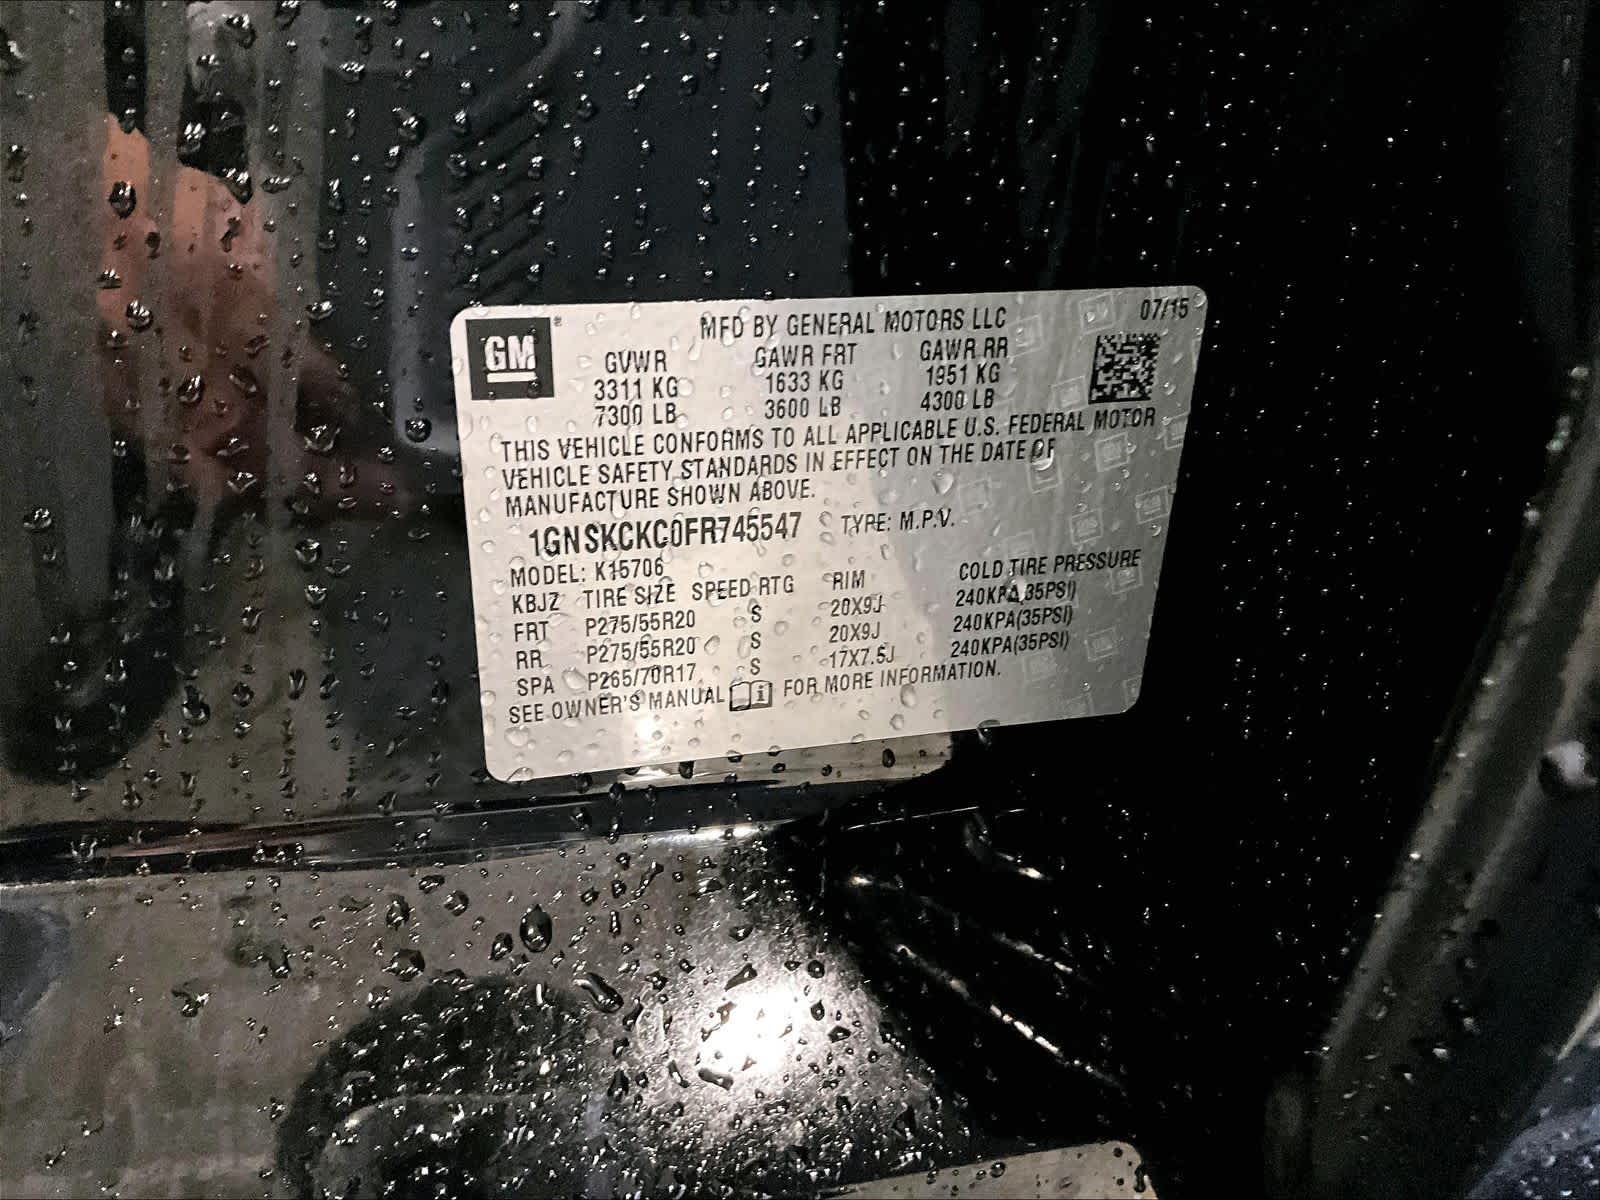 GM
MFD BY GENERAL MOTORS LLC 07/15
GVWR GAWR FRT GAWR RR
3311 KG 1633 KG 1951 KG
7300 LB 3600 LB 4300 LB
THIS VEHICLE CONFORMS TO ALL APPLICABLE U.S. FEDERAL MOTOR
VEHICLE SAFETY STANDARDS IN EFFECT ON THE DATE OF
MANUFACTURE SHOWN ABOVE.
1GNSKCKC0FR745547 TYPE: M.P.V.
MODEL: K15706
KBJZ TIRE SIZE SPEED RTG RIM COLD TIRE PRESSURE
FRT P275/55R20 S 20X9J 240KPA(35PSI)
RR P275/55R20 S 20X9J 240KPA(35PSI)
SPA P265/70R17 S 17X7.5J 240KPA(35PSI)
SEE OWNER'S MANUAL FOR MORE INFORMATION.